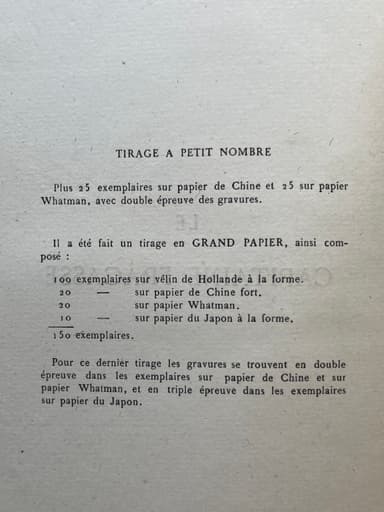 TIRAGE A PETIT NOMBRE
Plus 25 exemplaires sur papier de Chine et 25 sur papier
Whatman, avec double épreuve des gravures.
Il a été fait un tirage en GRAND PAPIER, ainsi com-
posé :
100 exemplaires sur vélin de Hollande à la forme.
20 — sur papier de Chine fort.
20 — sur papier Whatman.
10 — sur papier du Japon à la forme.
150 exemplaires.
Pour ce dernier tirage les gravures se trouvent en double
épreuve dans les exemplaires sur papier de Chine et sur
papier Whatman, et en triple épreuve dans les exemplaires
sur papier du Japon.